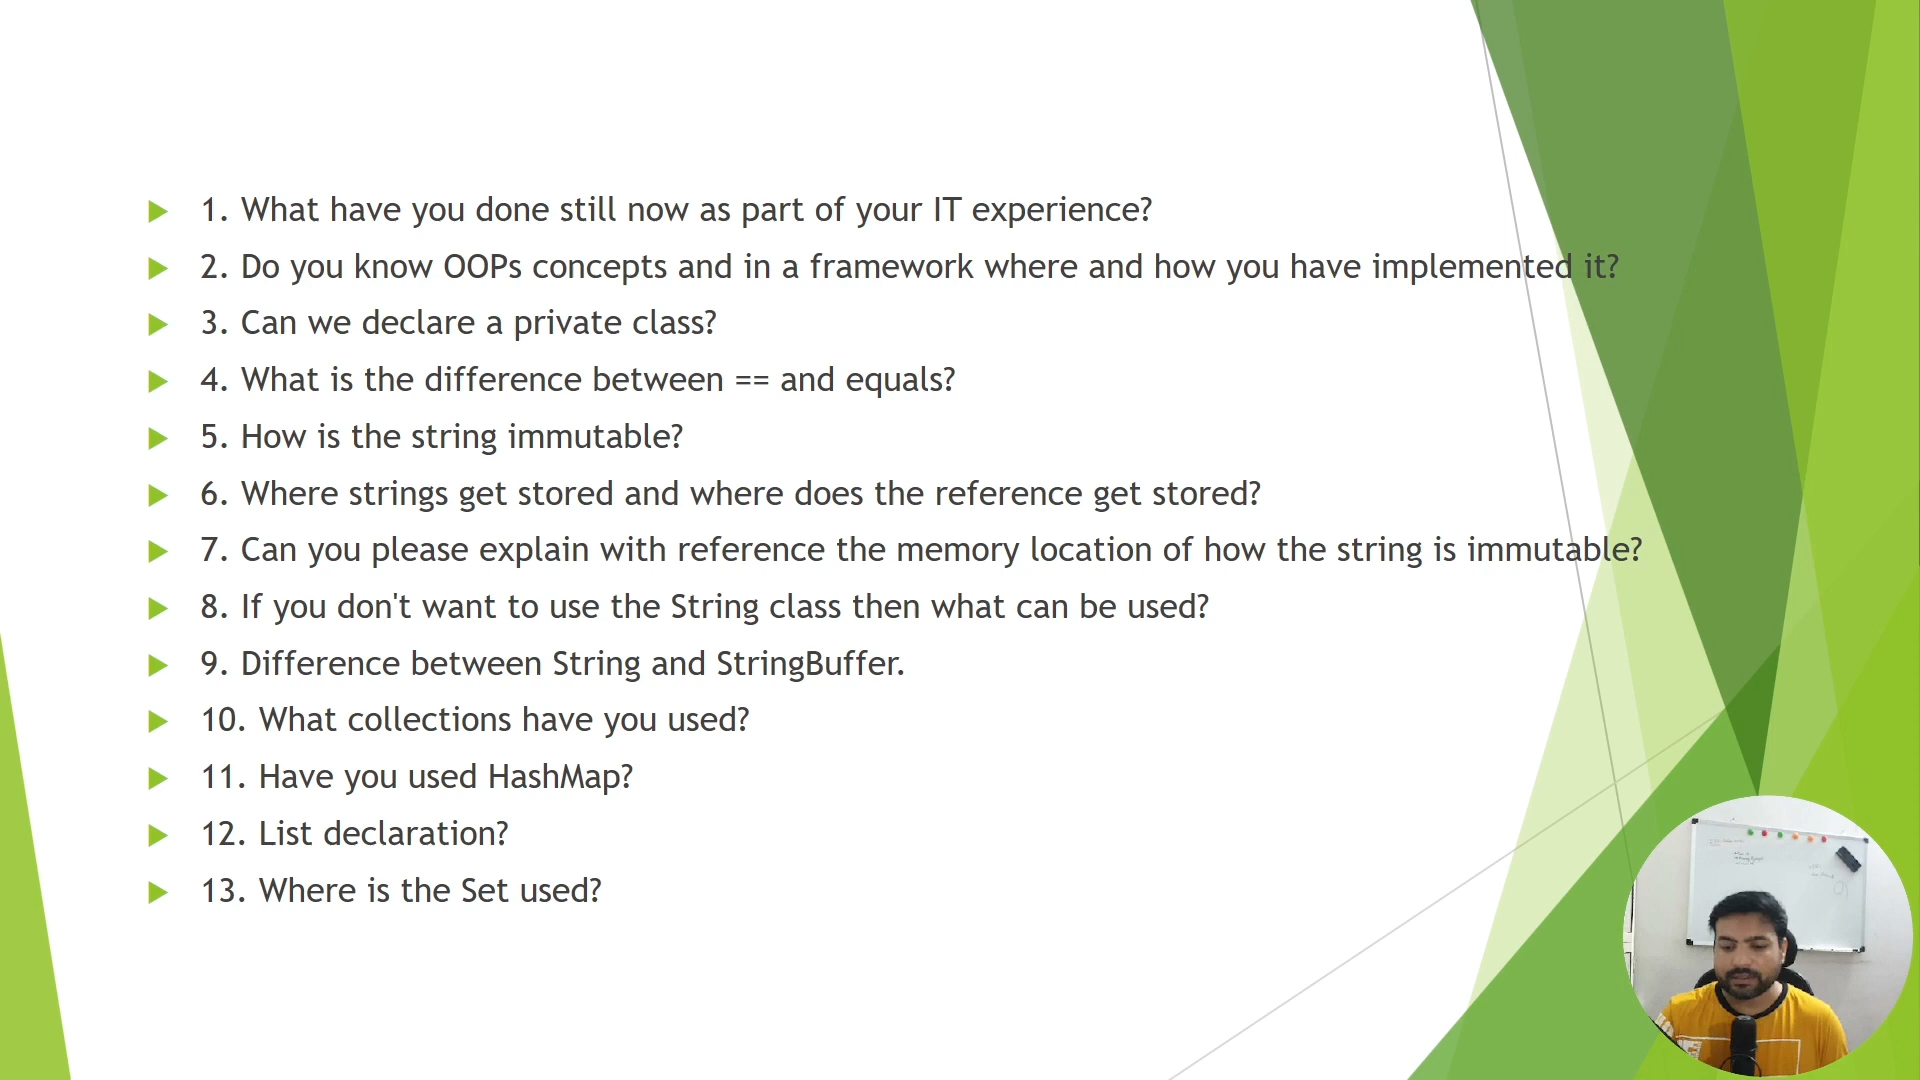 1. What have you done still now as part of your IT experience?
2. Do you know OOPs concepts and in a framework where and how you have implemented it?
3. Can we declare a private class?
4. What is the difference between == and equals?
5. How is the string immutable?
6. Where strings get stored and where does the reference get stored?
7. Can you please explain with reference the memory location of how the string is immutable?
8. If you don't want to use the String class then what can be used?
9. Difference between String and StringBuffer.
10. What collections have you used?
11. Have you used HashMap?
12. List declaration?
13. Where is the Set used?